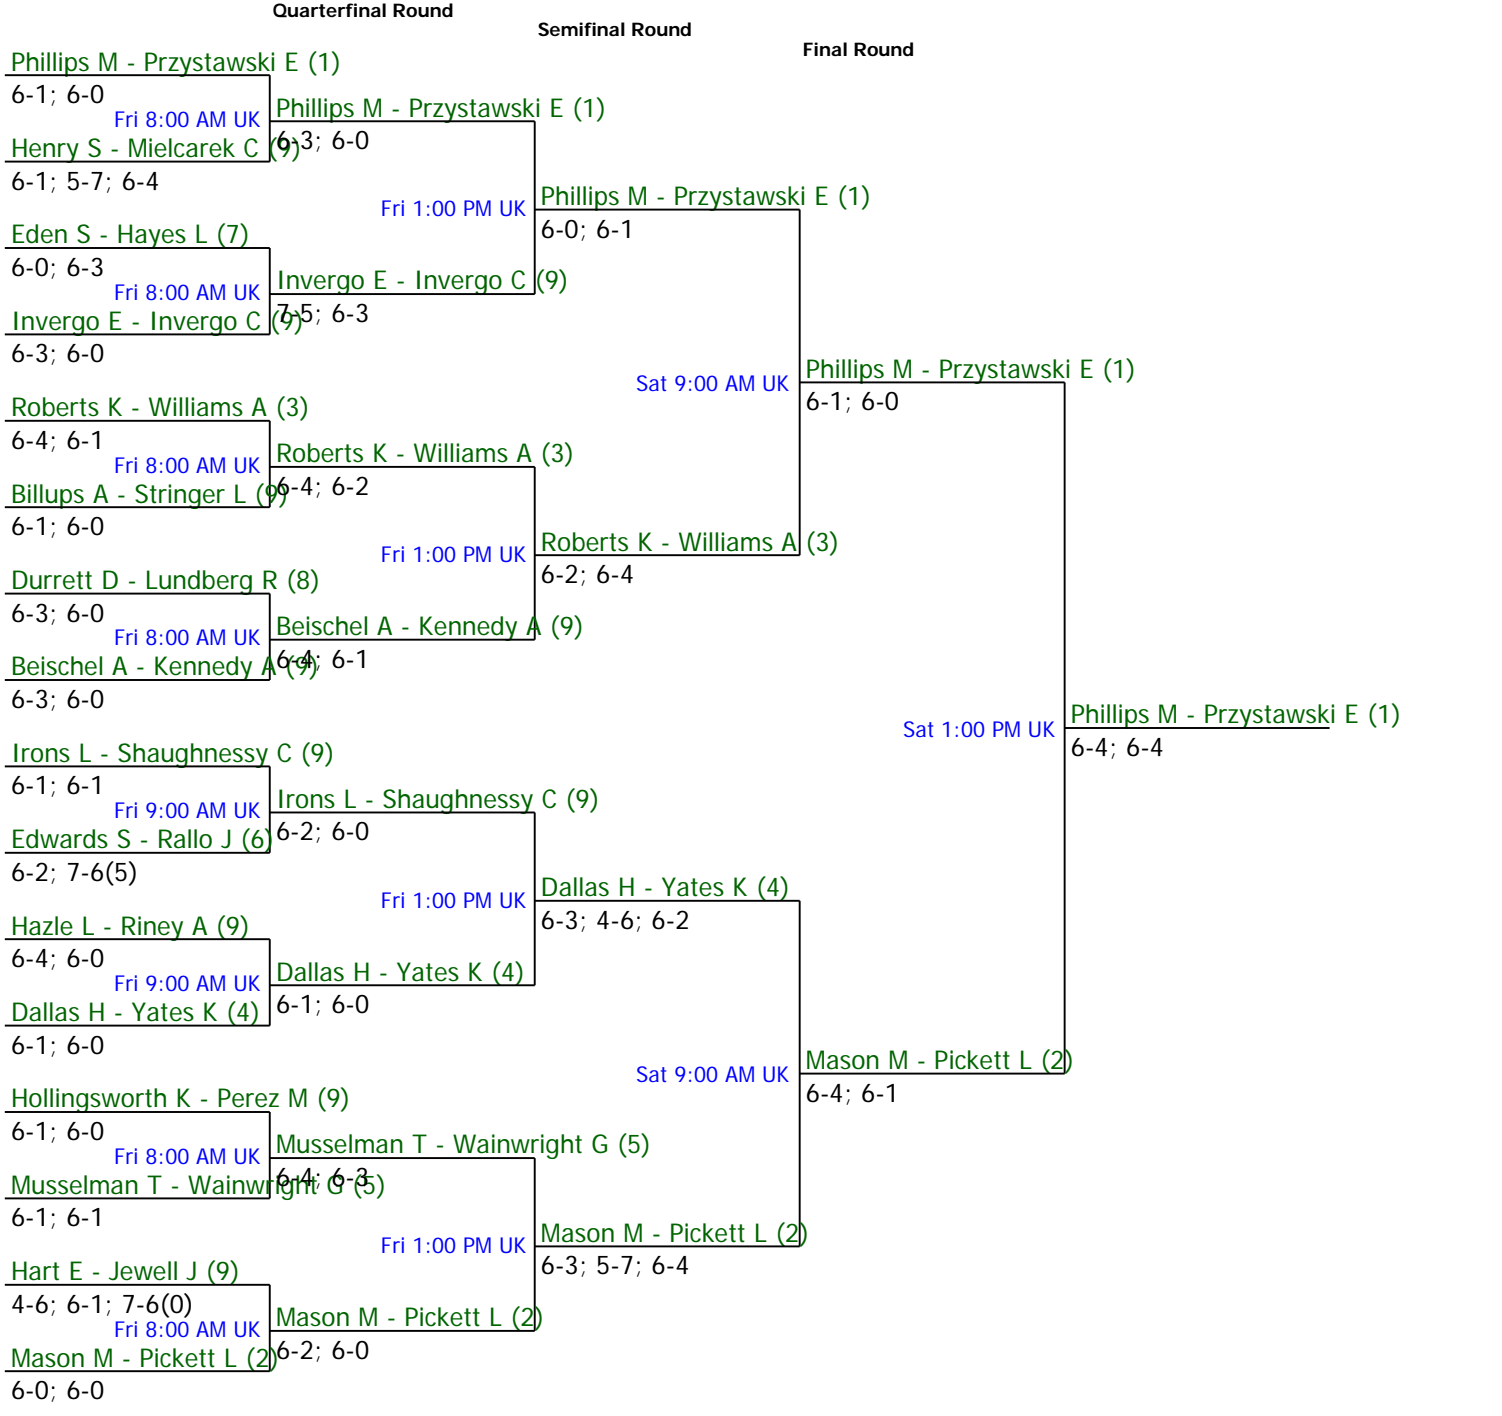 Quarterfinal Round
Semifinal Round
Final Round
Phillips M - Przystawski E (1)
6-1; 6-0
Fri 8:00 AM UK
Henry S - Mielcarek C (9)
6-1; 5-7; 6-4
Eden S - Hayes L (7)
6-0; 6-3
Fri 8:00 AM UK
Invergo E - Invergo C (9)
6-3; 6-0
Roberts K - Williams A (3)
6-4; 6-1
Fri 8:00 AM UK
Billups A - Stringer L (9)
6-1; 6-0
Durrett D - Lundberg R (8)
6-3; 6-0
Fri 8:00 AM UK
Beischel A - Kennedy A (9)
6-3; 6-0
Irons L - Shaughnessy C (9)
6-1; 6-1
Fri 9:00 AM UK
Edwards S - Rallo J (6)
6-2; 7-6(5)
Hazle L - Riney A (9)
6-4; 6-0
Fri 9:00 AM UK
Dallas H - Yates K (4)
6-1; 6-0
Hollingsworth K - Perez M (9)
6-1; 6-0
Fri 8:00 AM UK
Musselman T - Wainwright G (5)
6-1; 6-1
Hart E - Jewell J (9)
4-6; 6-1; 7-6(0)
Fri 8:00 AM UK
Mason M - Pickett L (2)
6-0; 6-0
Phillips M - Przystawski E (1)
6-3; 6-0
Fri 1:00 PM UK
Invergo E - Invergo C (9)
7-5; 6-3
Roberts K - Williams A (3)
6-4; 6-2
Fri 1:00 PM UK
Beischel A - Kennedy A (9)
6-4; 6-1
Irons L - Shaughnessy C (9)
6-2; 6-0
Fri 1:00 PM UK
Dallas H - Yates K (4)
6-1; 6-0
Musselman T - Wainwright G (5)
6-4; 6-3
Fri 1:00 PM UK
Mason M - Pickett L (2)
6-2; 6-0
Phillips M - Przystawski E (1)
6-0; 6-1
Sat 9:00 AM UK
Roberts K - Williams A (3)
6-2; 6-4
Dallas H - Yates K (4)
6-3; 4-6; 6-2
Sat 9:00 AM UK
Mason M - Pickett L (2)
6-3; 5-7; 6-4
Phillips M - Przystawski E (1)
6-1; 6-0
Sat 1:00 PM UK
Mason M - Pickett L (2)
6-4; 6-1
Phillips M - Przystawski E (1)
6-4; 6-4